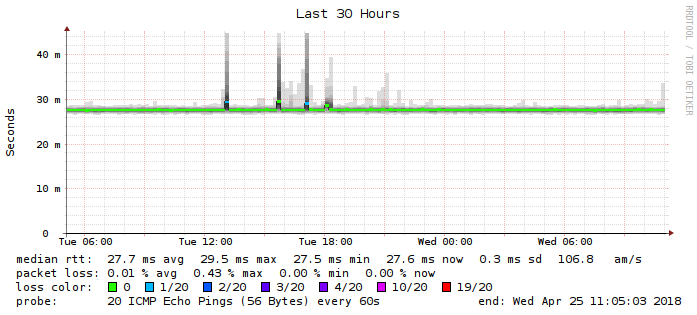 Last 30 Hours
RRDTOOL / TOBI OETIKER
Seconds
40 m
30 m
20 m
10 m
0
Tue 06:00 Tue 12:00 Tue 18:00 Wed 00:00 Wed 06:00
median rtt: 27.7 ms avg 29.5 ms max 27.5 ms min 27.6 ms now 0.3 ms sd 106.8 am/s
packet loss: 0.01 % avg 0.43 % max 0.00 % min 0.00 % now
loss color: 0 1/20 2/20 3/20 4/20 10/20 19/20
probe: 20 ICMP Echo Pings (56 Bytes) every 60s end: Wed Apr 25 11:05:03 2018